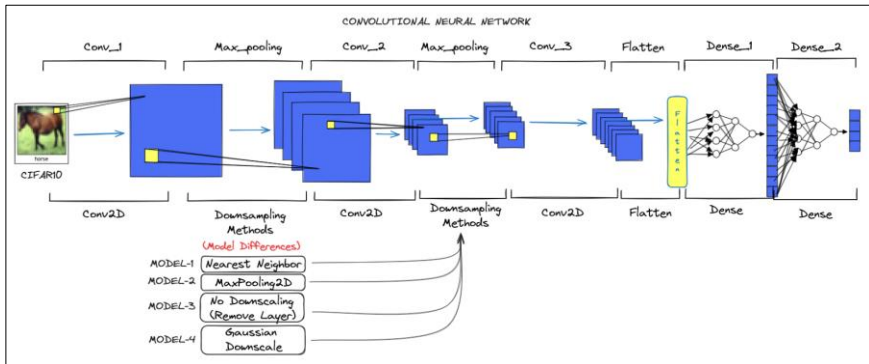 CONVOLUTIONAL NEURAL NETWORK
Conv_1
Max_pooling
Conv_2
Max_pooling
Conv_3
Flatten
Dense_1
Dense_2
horse
CIFAR10
Flatten
Conv2D
Downsampling
Methods
(Model Differences)
Conv2D
Downsampling
Methods
Conv2D
Flatten
Dense
Dense
MODEL-1 Nearest Neighbor
MODEL-2 MaxPooling2D
MODEL-3 No Downscaling
(Remove Layer)
MODEL-4 Gaussian
Downscale